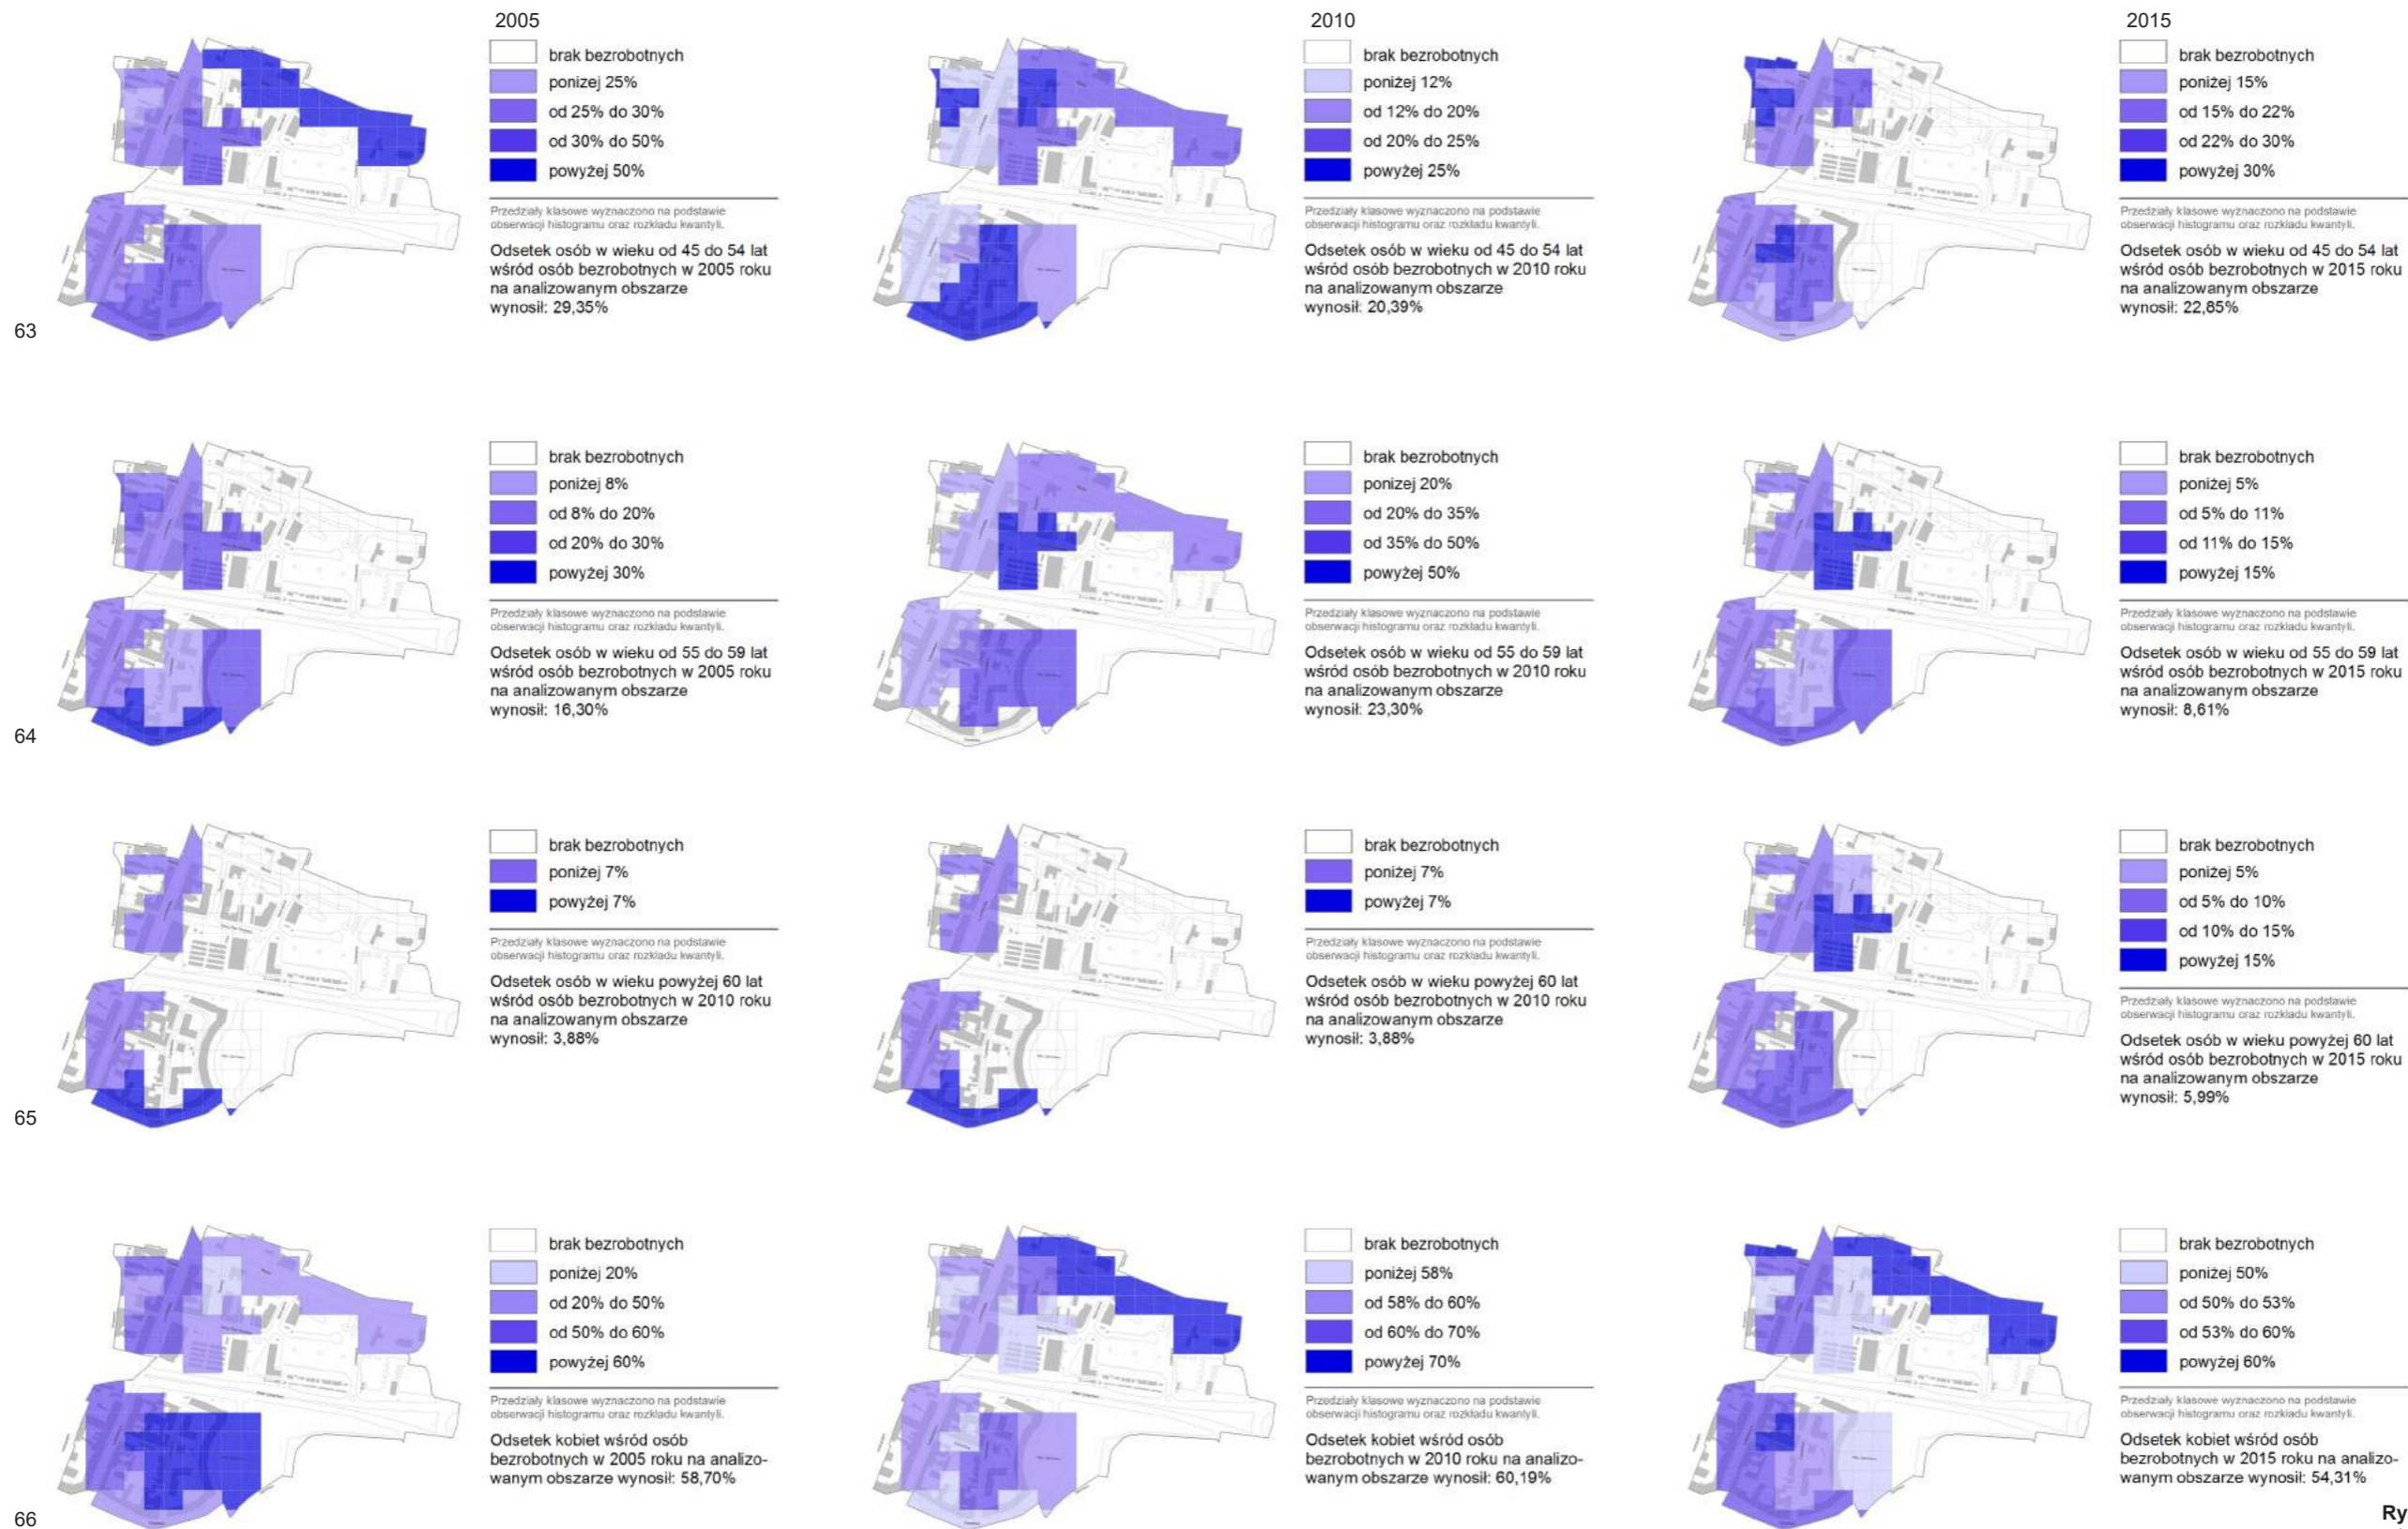 2005
brak bezrobotnych
ponizej 25%
od 25% do 30%
od 30% do 50%
powyżej 50%
Przedziały klasowe wyznaczono na podstawie
obserwacji histogramu oraz rozkładu kwantyli.
Odsetek osób w wieku od 45 do 54 lat
wśród osób bezrobotnych w 2005 roku
na analizowanym obszarze
wynosił: 29,35%
2010
brak bezrobotnych
poniżej 12%
od 12% do 20%
od 20% do 25%
powyżej 25%
Przedziały klasowe wyznaczono na podstawie
obserwacji histogramu oraz rozkładu kwantyli.
Odsetek osób w wieku od 45 do 54 lat
wśród osób bezrobotnych w 2010 roku
na analizowanym obszarze
wynosił: 20,39%
2015
brak bezrobotnych
poniżej 15%
od 15% do 22%
od 22% do 30%
powyżej 30%
Przedziały klasowe wyznaczono na podstawie
obserwacji histogramu oraz rozkładu kwantyli.
Odsetek osób w wieku od 45 do 54 lat
wśród osób bezrobotnych w 2015 roku
na analizowanym obszarze
wynosił: 22,85%
63
brak bezrobotnych
poniżej 8%
od 8% do 20%
od 20% do 30%
powyżej 30%
Przedziały klasowe wyznaczono na podstawie
obserwacji histogramu oraz rozkładu kwantyli.
Odsetek osób w wieku od 55 do 59 lat
wśród osób bezrobotnych w 2005 roku
na analizowanym obszarze
wynosił: 16,30%
brak bezrobotnych
ponizej 20%
od 20% do 35%
od 35% do 50%
powyżej 50%
Przedziały klasowe wyznaczono na podstawie
obserwacji histogramu oraz rozkładu kwantyli.
Odsetek osób w wieku od 55 do 59 lat
wśród osób bezrobotnych w 2010 roku
na analizowanym obszarze
wynosił: 23,30%
brak bezrobotnych
poniżej 5%
od 5% do 11%
od 11% do 15%
powyżej 15%
Przedziały klasowe wyznaczono na podstawie
obserwacji histogramu oraz rozkładu kwantyli.
Odsetek osób w wieku od 55 do 59 lat
wśród osób bezrobotnych w 2015 roku
na analizowanym obszarze
wynosił: 8,61%
64
brak bezrobotnych
poniżej 7%
powyżej 7%
Przedziały klasowe wyznaczono na podstawie
obserwacji histogramu oraz rozkładu kwantyli.
Odsetek osób w wieku powyżej 60 lat
wśród osób bezrobotnych w 2010 roku
na analizowanym obszarze
wynosił: 3,88%
brak bezrobotnych
poniżej 7%
powyżej 7%
Przedziały klasowe wyznaczono na podstawie
obserwacji histogramu oraz rozkładu kwantyli.
Odsetek osób w wieku powyżej 60 lat
wśród osób bezrobotnych w 2010 roku
na analizowanym obszarze
wynosił: 3,88%
brak bezrobotnych
poniżej 5%
od 5% do 10%
od 10% do 15%
powyżej 15%
Przedziały klasowe wyznaczono na podstawie
obserwacji histogramu oraz rozkładu kwantyli.
Odsetek osób w wieku powyżej 60 lat
wśród osób bezrobotnych w 2015 roku
na analizowanym obszarze
wynosił: 5,99%
65
brak bezrobotnych
poniżej 20%
od 20% do 50%
od 50% do 60%
powyżej 60%
Przedziały klasowe wyznaczono na podstawie
obserwacji histogramu oraz rozkładu kwantyli.
Odsetek kobiet wśród osób
bezrobotnych w 2005 roku na analizo-
wanym obszarze wynosił: 58,70%
brak bezrobotnych
poniżej 58%
od 58% do 60%
od 60% do 70%
powyżej 70%
Przedziały klasowe wyznaczono na podstawie
obserwacji histogramu oraz rozkładu kwantyli.
Odsetek kobiet wśród osób
bezrobotnych w 2010 roku na analizo-
wanym obszarze wynosił: 60,19%
brak bezrobotnych
poniżej 50%
od 50% do 53%
od 53% do 60%
powyżej 60%
Przedziały klasowe wyznaczono na podstawie
obserwacji histogramu oraz rozkładu kwantyli.
Odsetek kobiet wśród osób
bezrobotnych w 2015 roku na analizo-
wanym obszarze wynosił: 54,31%
66
Ry